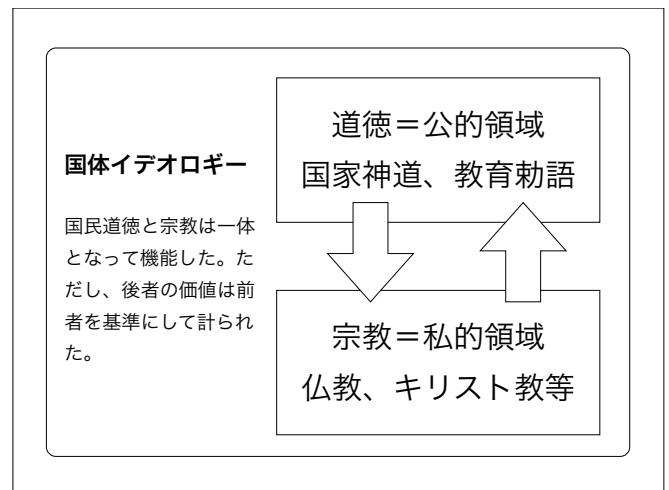 国体イデオロギー
国民道徳と宗教は一体
となって機能した。た
だし、後者の価値は前
者を基準にして計られ
た。
道徳＝公的領域
国家神道、教育勅語
宗教＝私的領域
仏教、キリスト教等